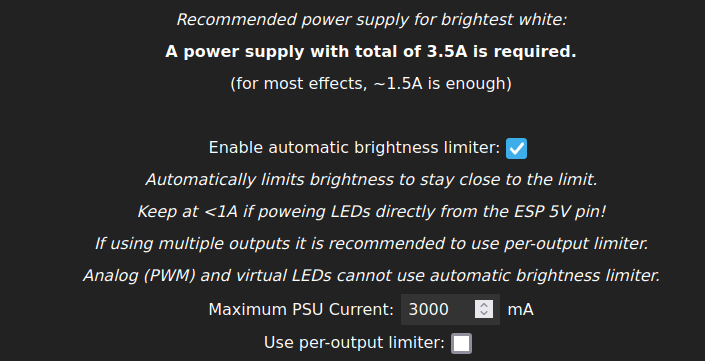 Recommended power supply for brightest white:
A power supply with total of 3.5A is required.
(for most effects, ~1.5A is enough)
Enable automatic brightness limiter:
Automatically limits brightness to stay close to the limit.
Keep at <1A if poweing LEDs directly from the ESP 5V pin!
If using multiple outputs it is recommended to use per-output limiter.
Analog (PWM) and virtual LEDs cannot use automatic brightness limiter.
Maximum PSU Current: 3000 mA
Use per-output limiter: